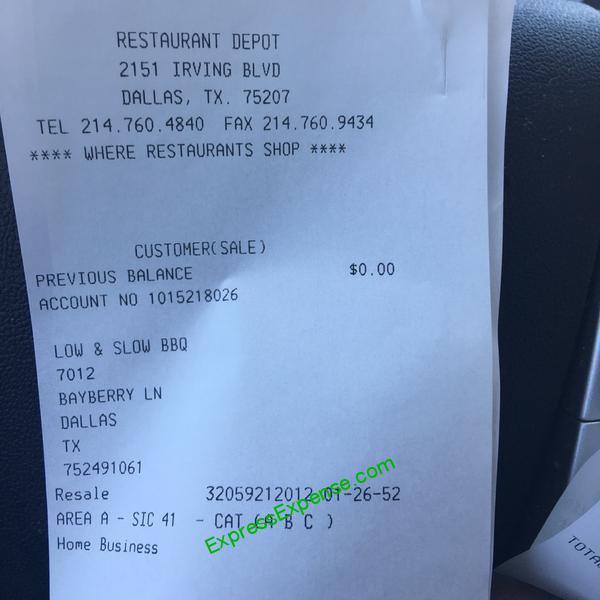 RESTAURANT DEPOT
2151 IRVING BLVD
DALLAS, TX. 75207
TEL 214.760.4840 FAX 214.760.9434
**** WHERE RESTAURANTS SHOP ****
CUSTOMER(SALE)
PREVIOUS BALANCE $0.00
ACCOUNT NO 1015218026
LOW & SLOW BBQ
7012
BAYBERRY LN
DALLAS
TX
752491061
Resale 32059212012-01-26-52
AREA A - SIC 41 - CAT (A B C )
Home Business
ExpressExpense.com